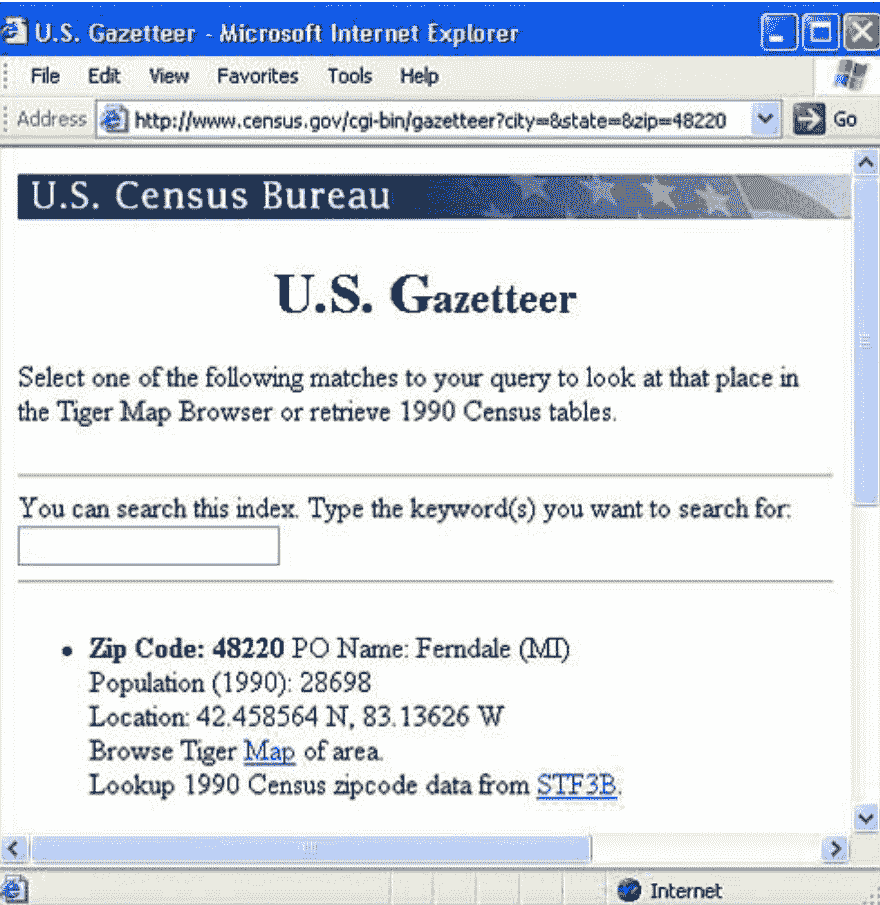 U.S. Gazetteer - Microsoft Internet Explorer
File Edit View Favorites Tools Help
Address http://www.census.gov/cgi-bin/gazetteer?city=&state=&zip=48220 Go
U.S. Census Bureau
U.S. Gazetteer
Select one of the following matches to your query to look at that place in
the Tiger Map Browser or retrieve 1990 Census tables.
You can search this index. Type the keyword(s) you want to search for:
• Zip Code: 48220 PO Name: Ferndale (MI)
Population (1990): 28698
Location: 42.458564 N, 83.13626 W
Browse Tiger Map of area.
Lookup 1990 Census zipcode data from STF3B.
Internet